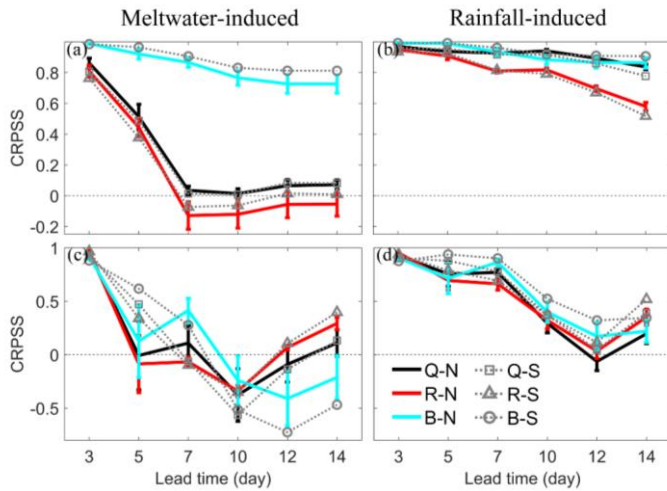 Meltwater-induced Rainfall-induced
(a) (b)
CRPSS
0.8
0.6
0.4
0.2
0
-0.2
(c) (d)
CRPSS
1
0.5
0
-0.5
Q-N Q-S
R-N R-S
B-N B-S
3 5 7 10 12 14 3 5 7 10 12 14
Lead time (day) Lead time (day)